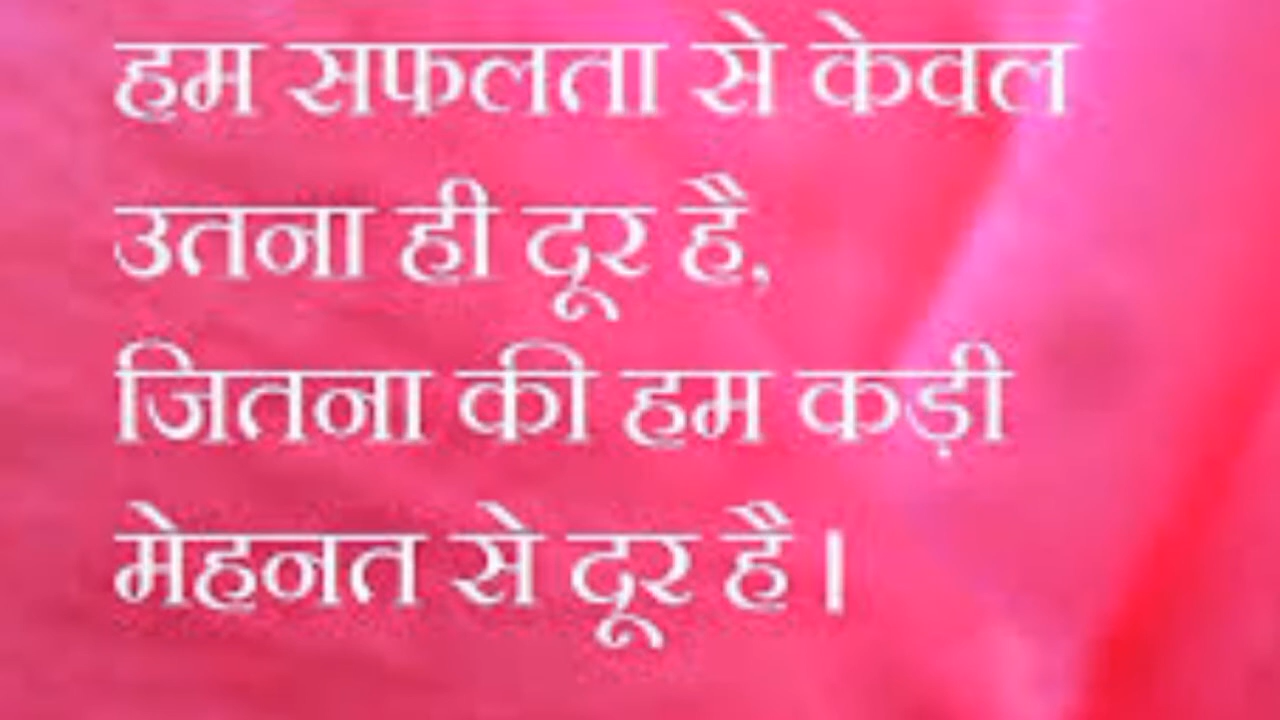 हम सफलता से केवल
उतना ही दूर है,
जितना की हम कड़ी
मेहनत से दूर है।